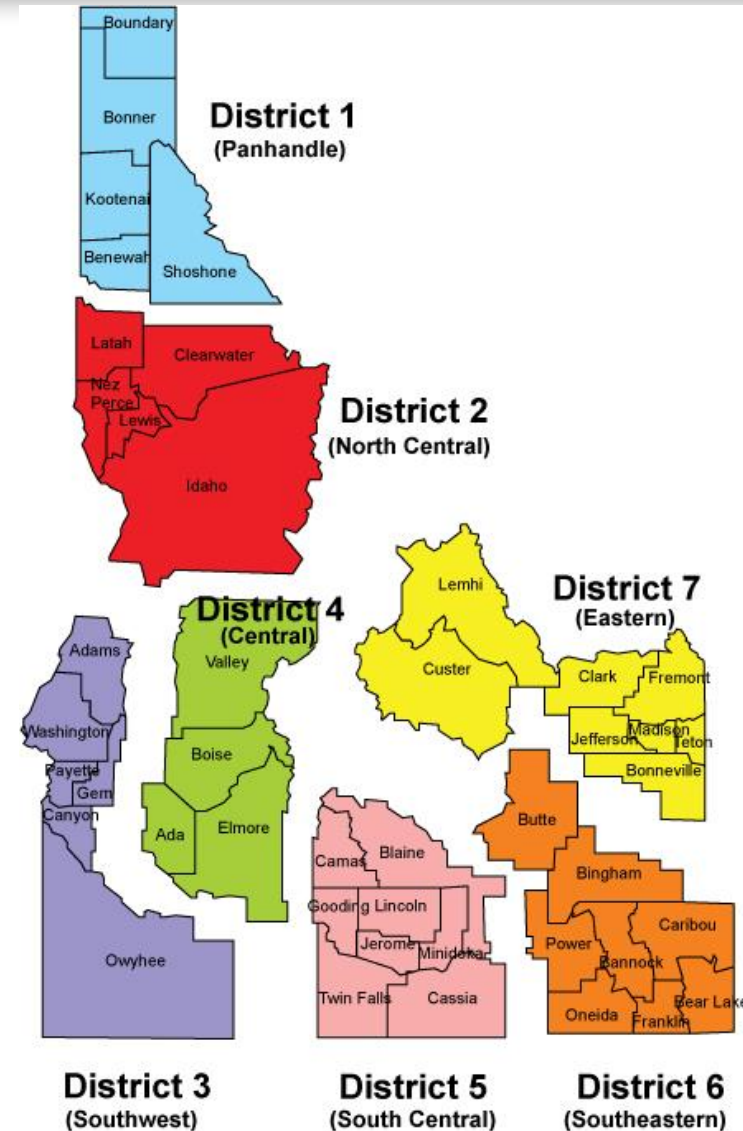 Boundary
Bonner
District 1
(Panhandle)
Kootenai
Benewah
Shoshone
Latah
Clearwater
Nez
Perce
Lewis
District 2
(North Central)
Idaho
Lemhi
District 7
(Eastern)
Custer
Clark
Fremont
Jefferson
Madison
Teton
Bonneville
District 4
(Central)
Adams
Valley
Washington
Boise
Payette
Gem
Canyon
Ada
Elmore
Owyhee
Camas
Blaine
Gooding
Lincoln
Jerome
Minidoka
Twin Falls
Cassia
Butte
Bingham
Power
Caribou
Bannock
Bear Lake
Oneida
Franklin
District 3
(Southwest)
District 5
(South Central)
District 6
(Southeastern)